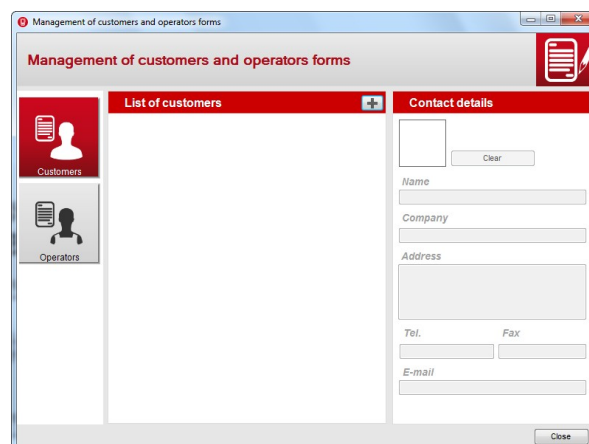 Management of customers and operators forms
Management of customers and operators forms
Customers
Operators
List of customers
Contact details
Clear
Name
Company
Address
Tel. Fax
E-mail
Close